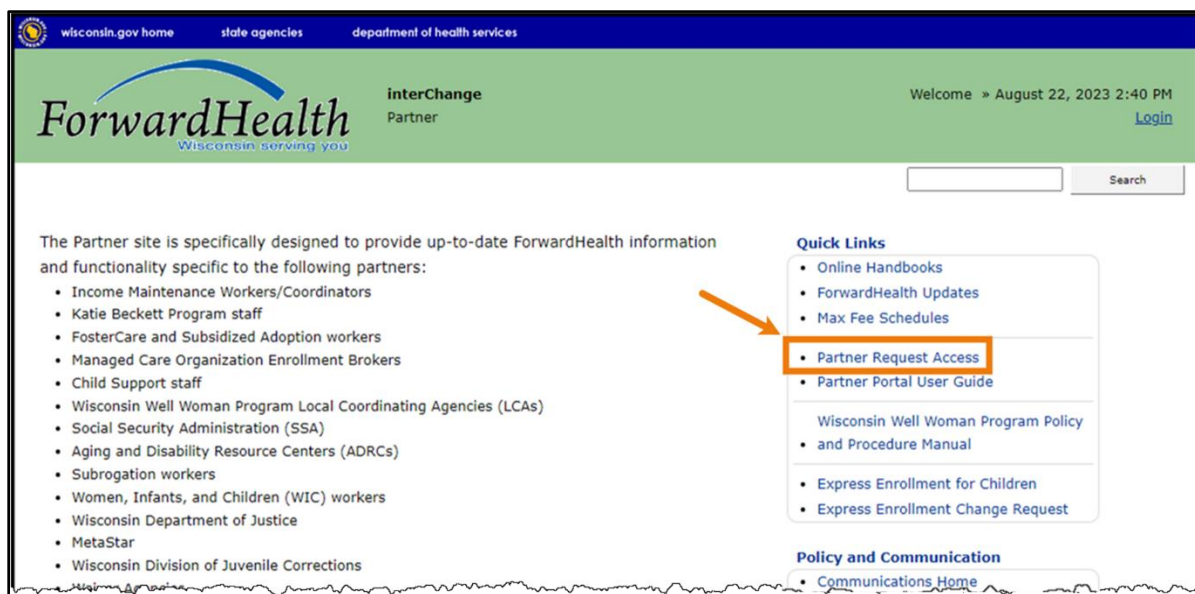 wisconsin.gov home state agencies department of health services
ForwardHealth
Wisconsin serving you
interChange
Partner
Welcome » August 22, 2023 2:40 PM
Login
Search
The Partner site is specifically designed to provide up-to-date ForwardHealth information
and functionality specific to the following partners:
• Income Maintenance Workers/Coordinators
• Katie Beckett Program staff
• FosterCare and Subsidized Adoption workers
• Managed Care Organization Enrollment Brokers
• Child Support staff
• Wisconsin Well Woman Program Local Coordinating Agencies (LCAs)
• Social Security Administration (SSA)
• Aging and Disability Resource Centers (ADRCs)
• Subrogation workers
• Women, Infants, and Children (WIC) workers
• Wisconsin Department of Justice
• MetaStar
• Wisconsin Division of Juvenile Corrections
Quick Links
• Online Handbooks
• ForwardHealth Updates
• Max Fee Schedules
• Partner Request Access
• Partner Portal User Guide
Wisconsin Well Woman Program Policy
• and Procedure Manual
• Express Enrollment for Children
• Express Enrollment Change Request
Policy and Communication
• Communications Home